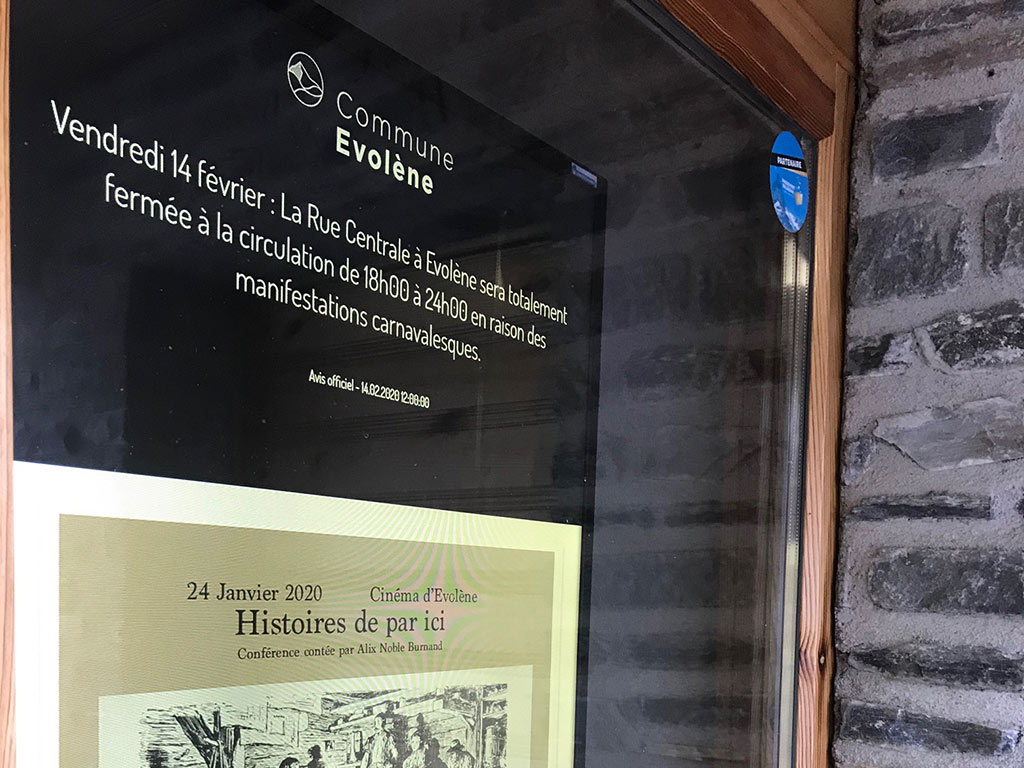 Commune
Evolène
Vendredi 14 février : La Rue Centrale à Evolène sera totalement
fermée à la circulation de 18h00 à 24h00 en raison des
manifestations carnavalesques.
Avis officiel - 14.02.2020 12:00:00
PARTENAIRE
24 Janvier 2020 Cinéma d'Evolène
Histoires de par ici
Conférence contée par Alix Noble Burnand